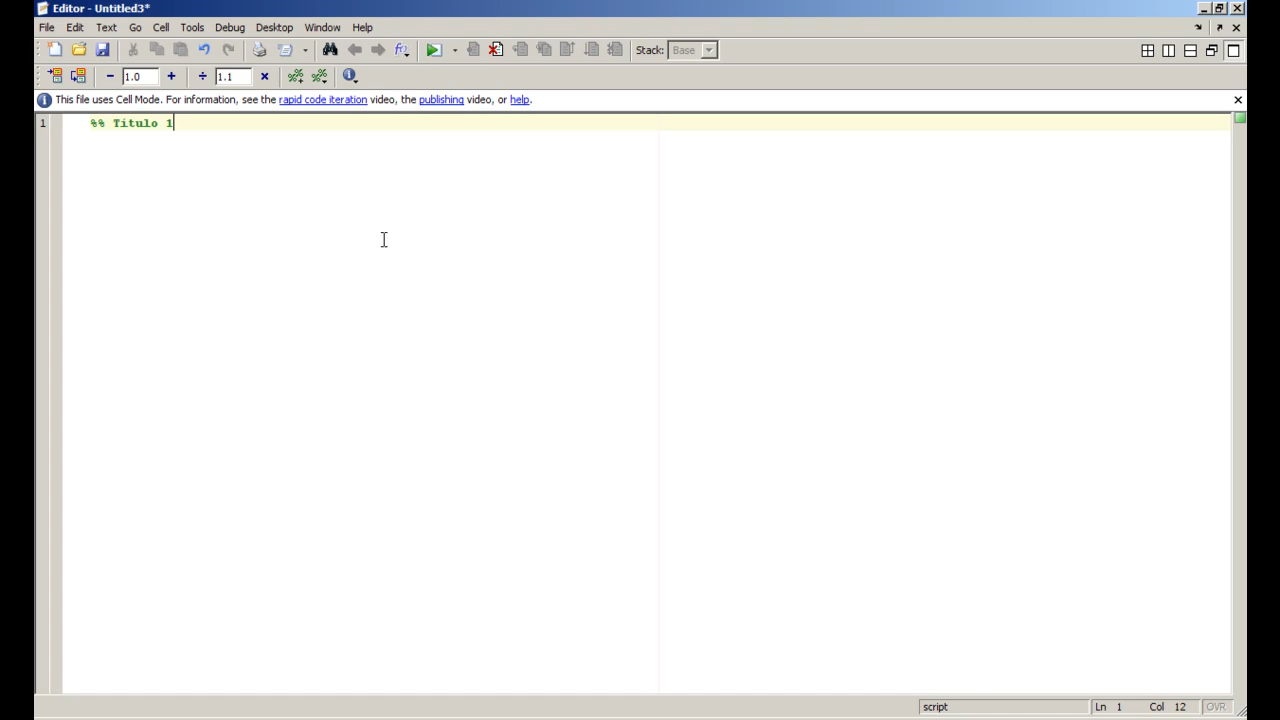 Editor - Untitled3*
File Edit Text Go Cell Tools Debug Desktop Window Help
Stack: Base
− 1.0 + ÷ 1.1 ×
This file uses Cell Mode. For information, see the rapid code iteration video, the publishing video, or help.
1 %% Titulo 1
script Ln 1 Col 12 OVR